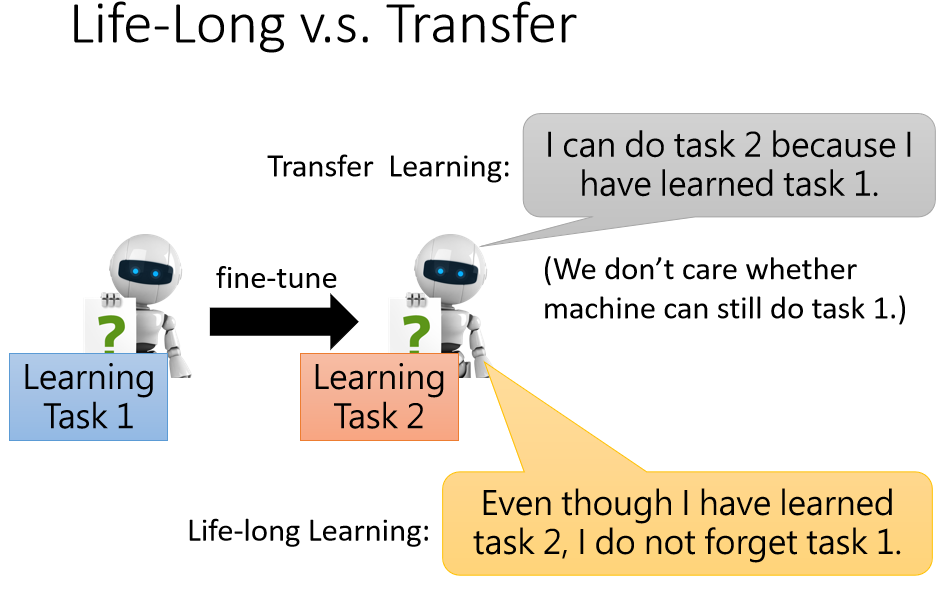 Life-Long v.s. Transfer
Transfer Learning:
I can do task 2 because I
have learned task 1.
fine-tune
(We don’t care whether
machine can still do task 1.)
?
?
Learning
Task 1
Learning
Task 2
Life-long Learning:
Even though I have learned
task 2, I do not forget task 1.